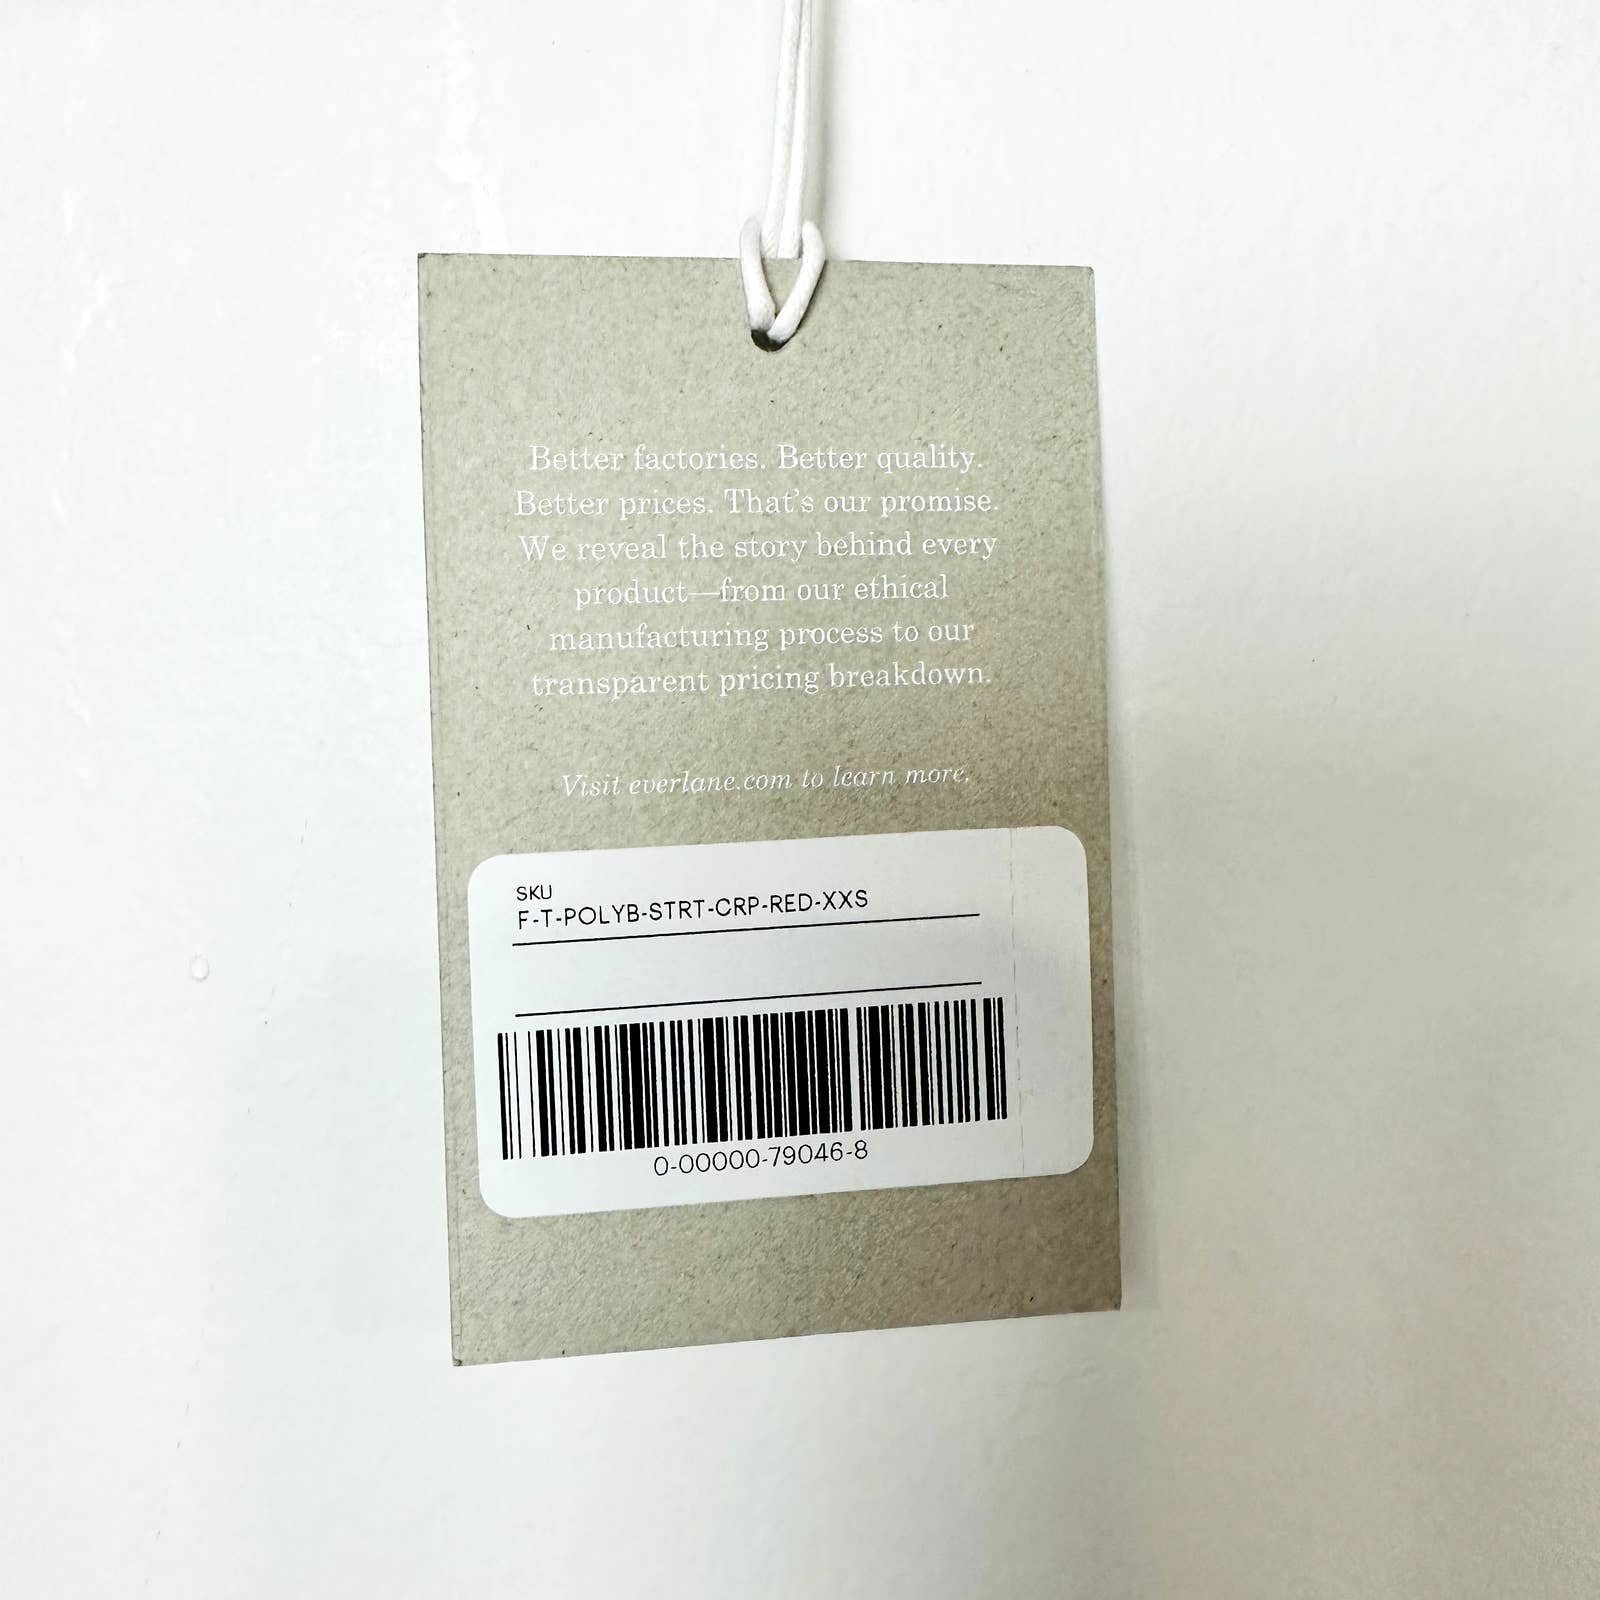 Better factories. Better quality.
Better prices. That's our promise.
We reveal the story behind every
product—from our ethical
manufacturing process to our
transparent pricing breakdown.
Visit everlane.com to learn more.
SKU
F-T-POLYB-STRT-CRP-RED-XXS
0-00000-79046-8